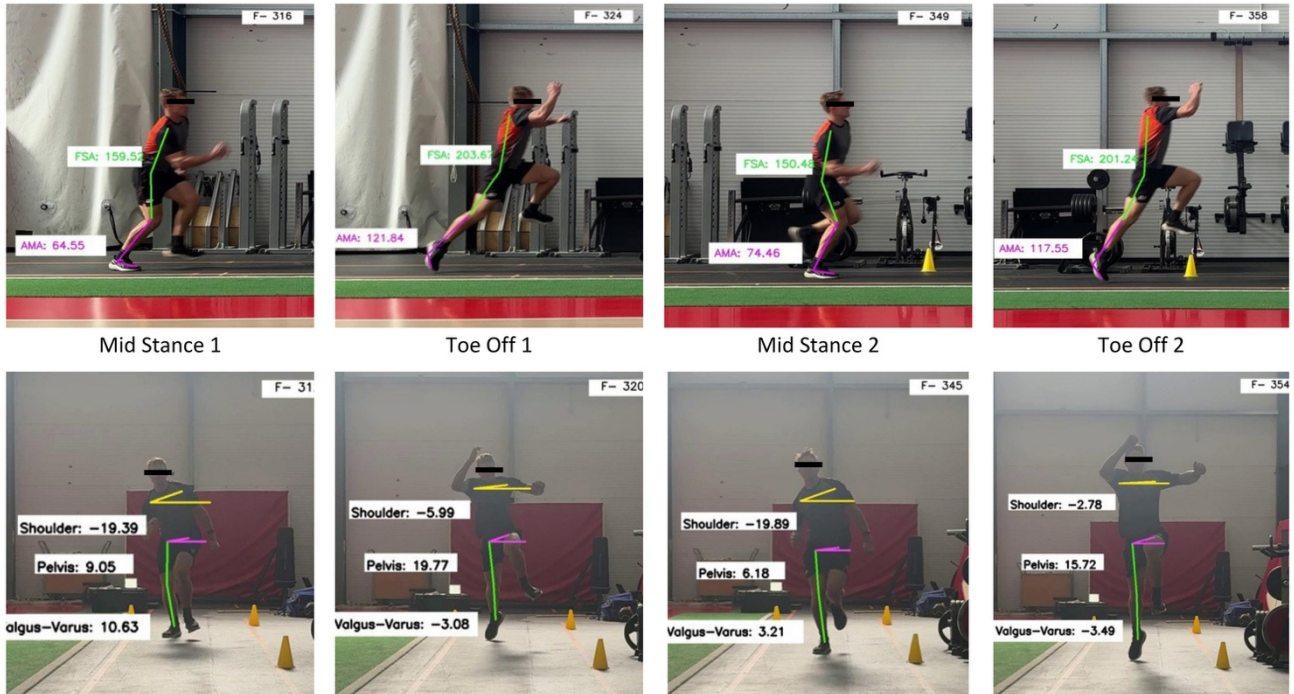 F- 316
FSA: 159.52
AMA: 64.55
F- 324
FSA: 203.67
AMA: 121.84
F- 349
FSA: 150.48
AMA: 74.46
F- 358
FSA: 201.24
AMA: 117.55
Mid Stance 1
Toe Off 1
Mid Stance 2
Toe Off 2
F- 31
Shoulder: -19.39
Pelvis: 9.05
algus-Varus: 10.63
F- 320
Shoulder: -5.99
Pelvis: 19.77
Valgus-Varus: -3.08
F- 345
Shoulder: -19.89
Pelvis: 6.18
Valgus-Varus: 3.21
F- 354
Shoulder: -2.78
Pelvis: 15.72
Valgus-Varus: -3.49